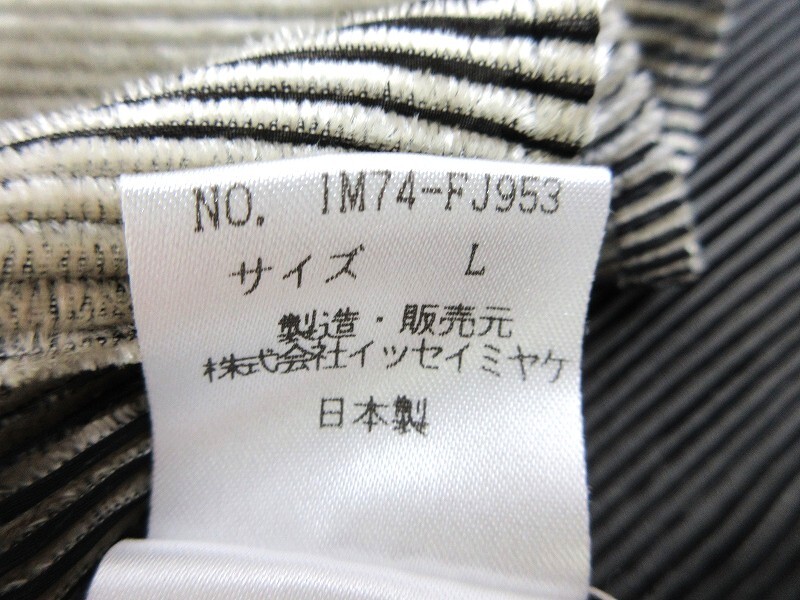 NO. IM74-FJ953
サイズ L
製造・販売元
株式会社イッセイミヤケ
日本製